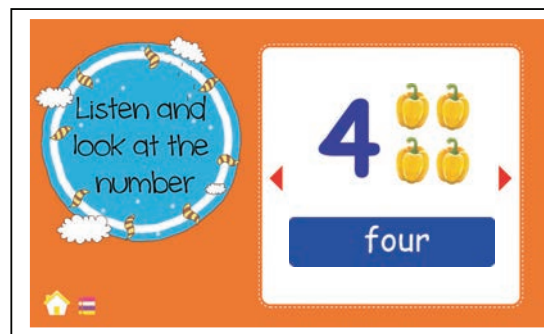 Listen and
look at the
number
4
four